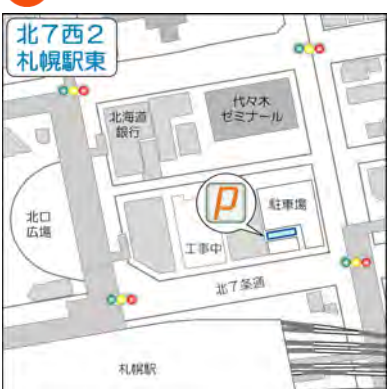 北7西2
札幌駅東
代々木
ゼミナール
北海道
銀行
P
駐車場
北口
広場
工事中
北7条通
札幌駅